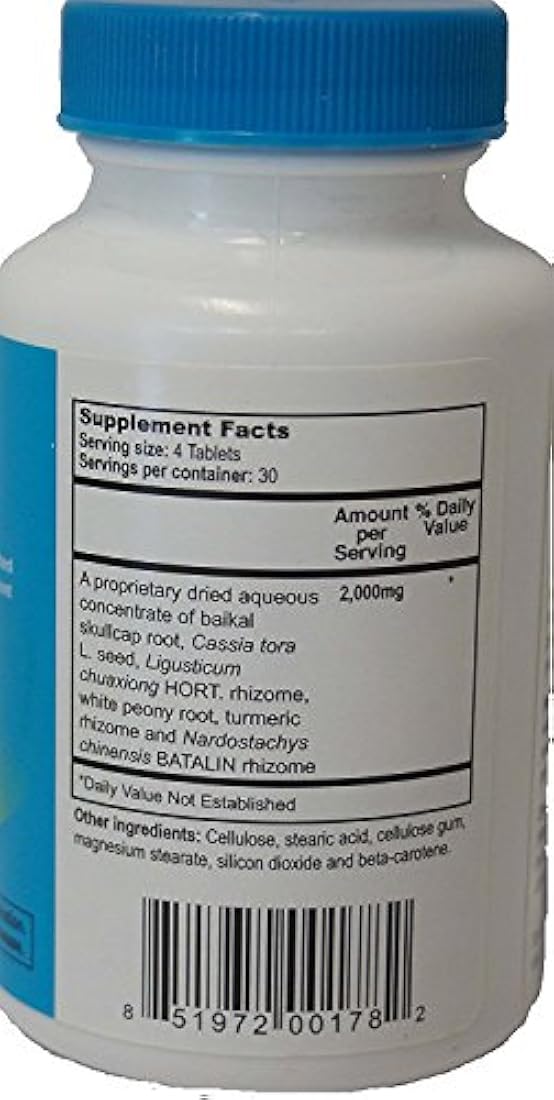 Supplement Facts
Serving size: 4 Tablets
Servings per container: 30
Amount % Daily
per Value
Serving
A proprietary dried aqueous 2,000mg *
concentrate of baikal
skullcap root, Cassia tora
L. seed, Ligusticum
chuaxiong HORT. rhizome,
white peony root, turmeric
rhizome and Nardostachys
chinensis BATALIN rhizome
*Daily Value Not Established
Other ingredients: Cellulose, stearic acid, cellulose gum,
magnesium stearate, silicon dioxide and beta-carotene.
8 51972 00178 2